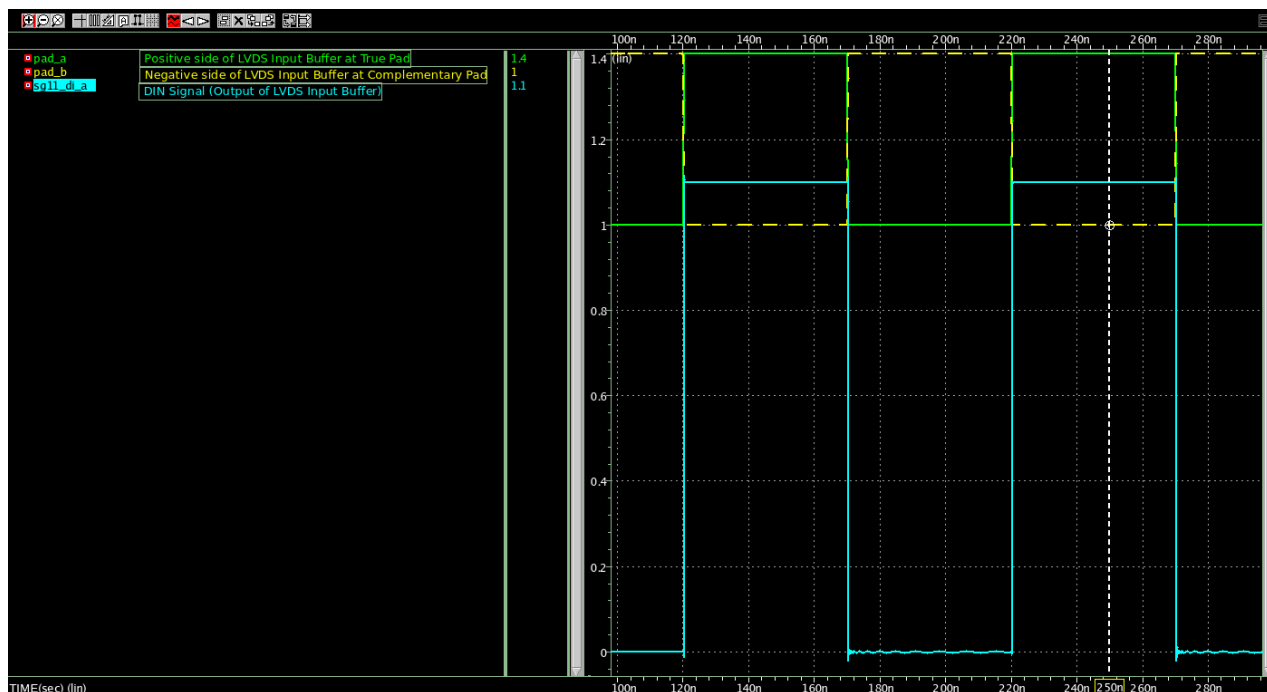 100n 120n 140n 160n 180n 200n 220n 240n 260n 280n
pad_a Positive side of LVDS Input Buffer at True Pad 1.4
pad_b Negative side of LVDS Input Buffer at Complementary Pad 1
sg11_di_a DIN Signal (Output of LVDS Input Buffer) 1.1
1.4 (lin)
1.2
1
0.8
0.6
0.4
0.2
0
TIME(sec) (lin) 100n 120n 140n 160n 180n 200n 220n 240n 250n 260n 280n